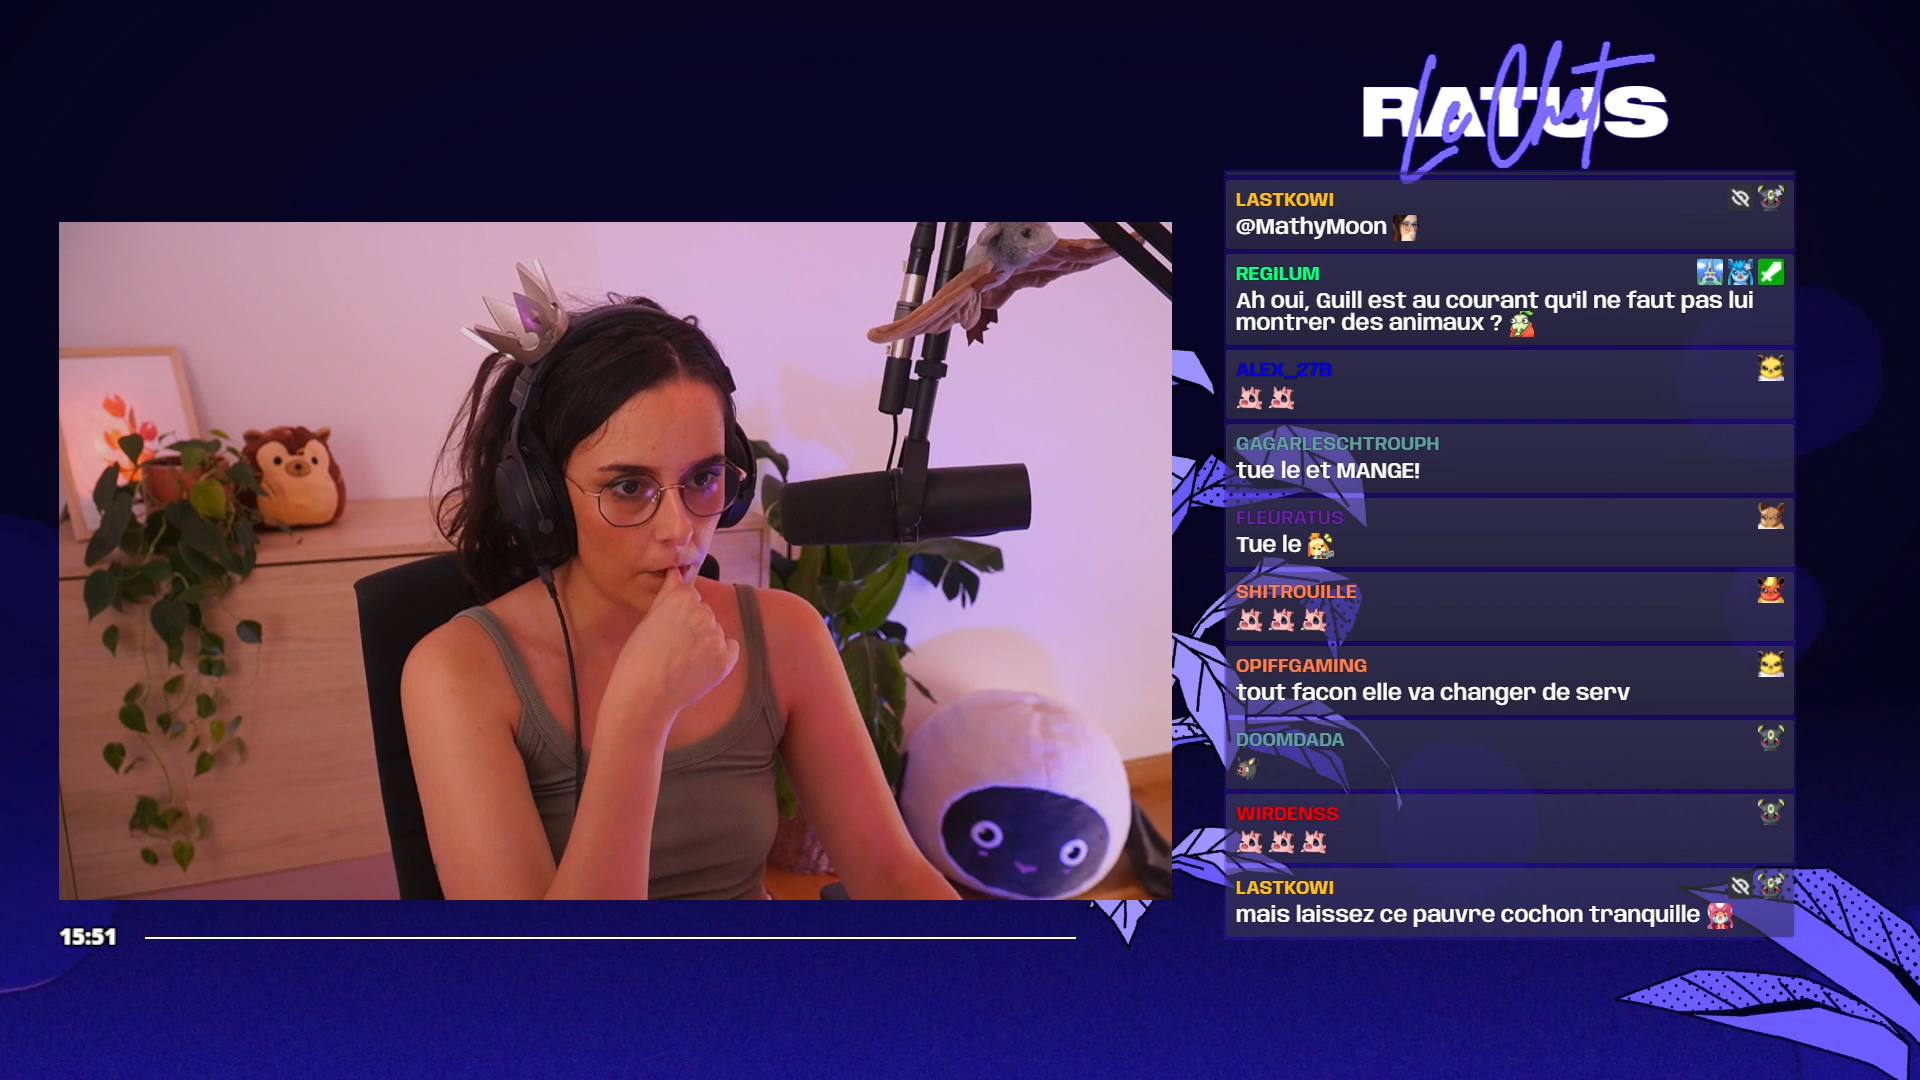 RATUS
Le Chat
LASTKOWI
@MathyMoon
REGILUM
Ah oui, Guill est au courant qu'il ne faut pas lui
montrer des animaux ?
ALEX_27B
GAGARLESCHTROUPH
tue le et MANGE!
FLEURATUS
Tue le
SHITROUILLE
OPIFFGAMING
tout facon elle va changer de serv
DOOMDADA
WIRDENSS
LASTKOWI
mais laissez ce pauvre cochon tranquille
15:51